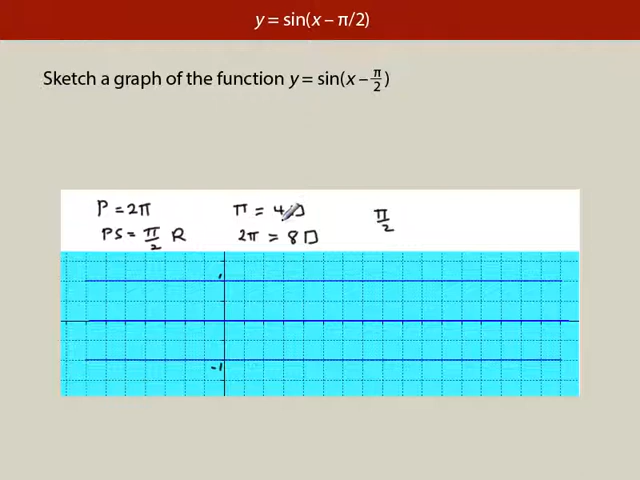 y = sin(x – π/2)
Sketch a graph of the function y = sin(x – π/2)
P = 2π   π = 4□   π/2
PS = π/2 R   2π = 8□
1
-1